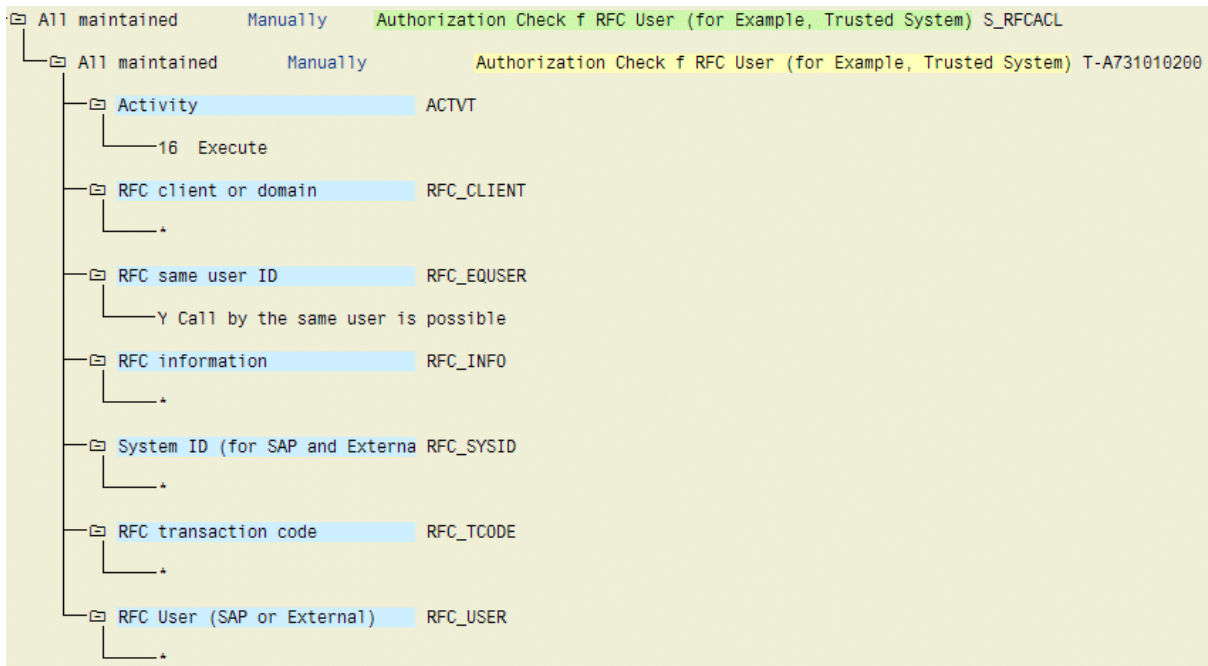 All maintained Manually Authorization Check f RFC User (for Example, Trusted System) S_RFCACL
All maintained Manually Authorization Check f RFC User (for Example, Trusted System) T-A731010200
Activity ACTVT
16 Execute
RFC client or domain RFC_CLIENT
*
RFC same user ID RFC_EQUSER
Y Call by the same user is possible
RFC information RFC_INFO
*
System ID (for SAP and Externa RFC_SYSID
*
RFC transaction code RFC_TCODE
*
RFC User (SAP or External) RFC_USER
*